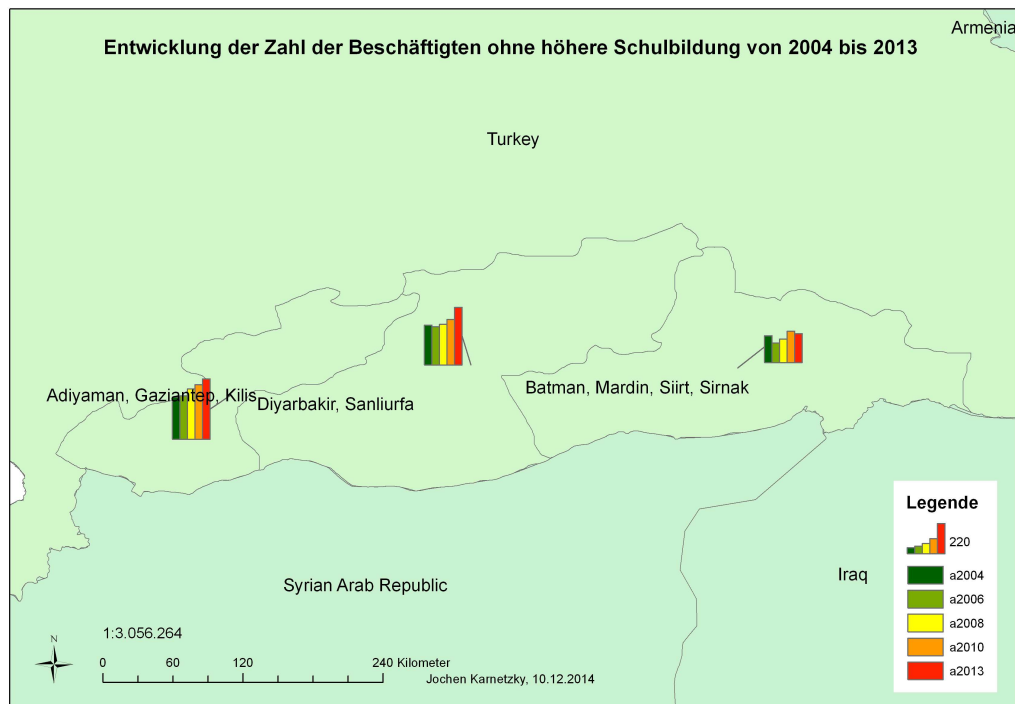 Armenia
Entwicklung der Zahl der Beschäftigten ohne höhere Schulbildung von 2004 bis 2013
Turkey
Adiyaman, Gaziantep, Kilis
Diyarbakir, Sanliurfa
Batman, Mardin, Siirt, Sirnak
Syrian Arab Republic
Iraq
Legende
220
a2004
a2006
a2008
a2010
a2013
N
1:3.056.264
0 60 120 240 Kilometer
Jochen Karnetzky, 10.12.2014